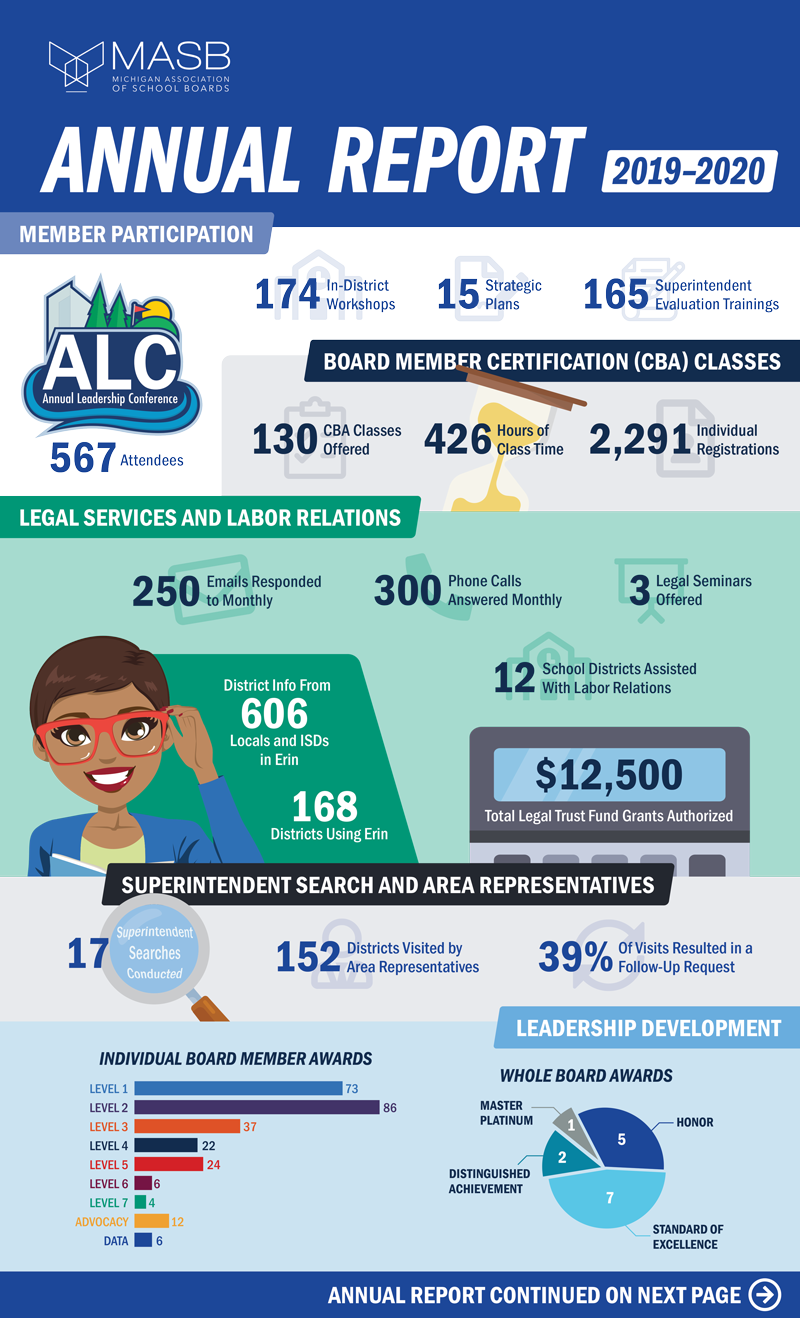 MASB
MICHIGAN ASSOCIATION
OF SCHOOL BOARDS
ANNUAL REPORT 2019–2020
MEMBER PARTICIPATION
ALC
Annual Leadership Conference
567 Attendees
174 In-District
Workshops
15 Strategic
Plans
165 Superintendent
Evaluation Trainings
BOARD MEMBER CERTIFICATION (CBA) CLASSES
130 CBA Classes
Offered
426 Hours of
Class Time
2,291 Individual
Registrations
LEGAL SERVICES AND LABOR RELATIONS
250 Emails Responded
to Monthly
300 Phone Calls
Answered Monthly
3 Legal Seminars
Offered
12 School Districts Assisted
With Labor Relations
District Info From
606
Locals and ISDs
in Erin
168
Districts Using Erin
$12,500
Total Legal Trust Fund Grants Authorized
SUPERINTENDENT SEARCH AND AREA REPRESENTATIVES
17 Superintendent
Searches
Conducted
152 Districts Visited by
Area Representatives
39% Of Visits Resulted in a
Follow-Up Request
LEADERSHIP DEVELOPMENT
INDIVIDUAL BOARD MEMBER AWARDS
LEVEL 1 73
LEVEL 2 86
LEVEL 3 37
LEVEL 4 22
LEVEL 5 24
LEVEL 6 6
LEVEL 7 4
ADVOCACY 12
DATA 6
WHOLE BOARD AWARDS
MASTER
PLATINUM
1
HONOR
5
DISTINGUISHED
ACHIEVEMENT
2
7
STANDARD OF
EXCELLENCE
ANNUAL REPORT CONTINUED ON NEXT PAGE